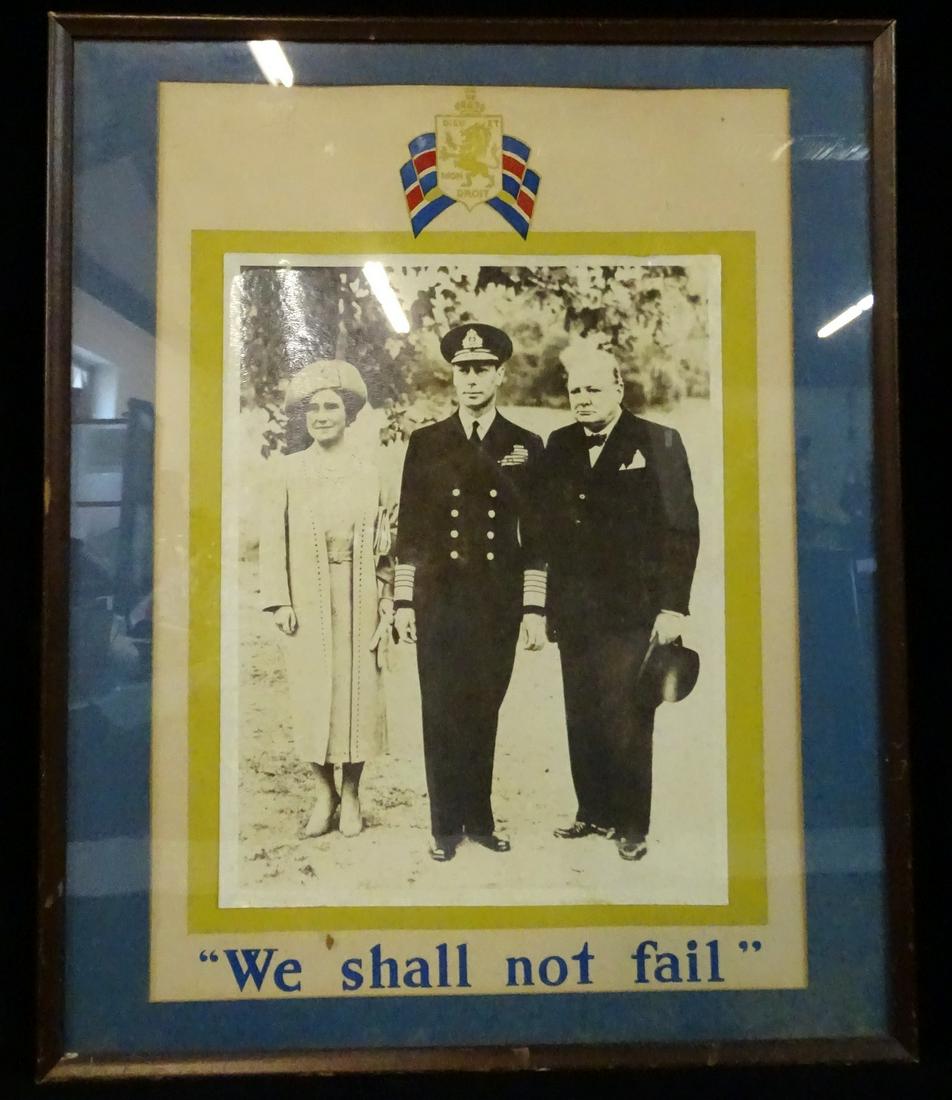 DIEU ET
MON
DROIT
“We shall not fail”